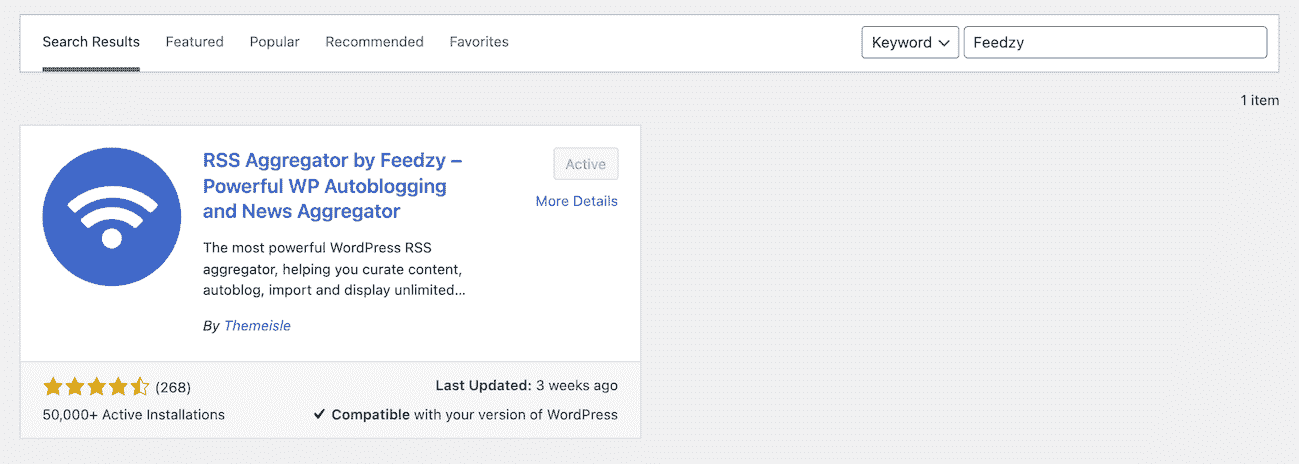 Search Results Featured Popular Recommended Favorites Keyword Feedzy
1 item
RSS Aggregator by Feedzy –
Powerful WP Autoblogging
and News Aggregator
Active
More Details
The most powerful WordPress RSS
aggregator, helping you curate content,
autoblog, import and display unlimited...
By Themeisle
(268)
50,000+ Active Installations
Last Updated: 3 weeks ago
Compatible with your version of WordPress